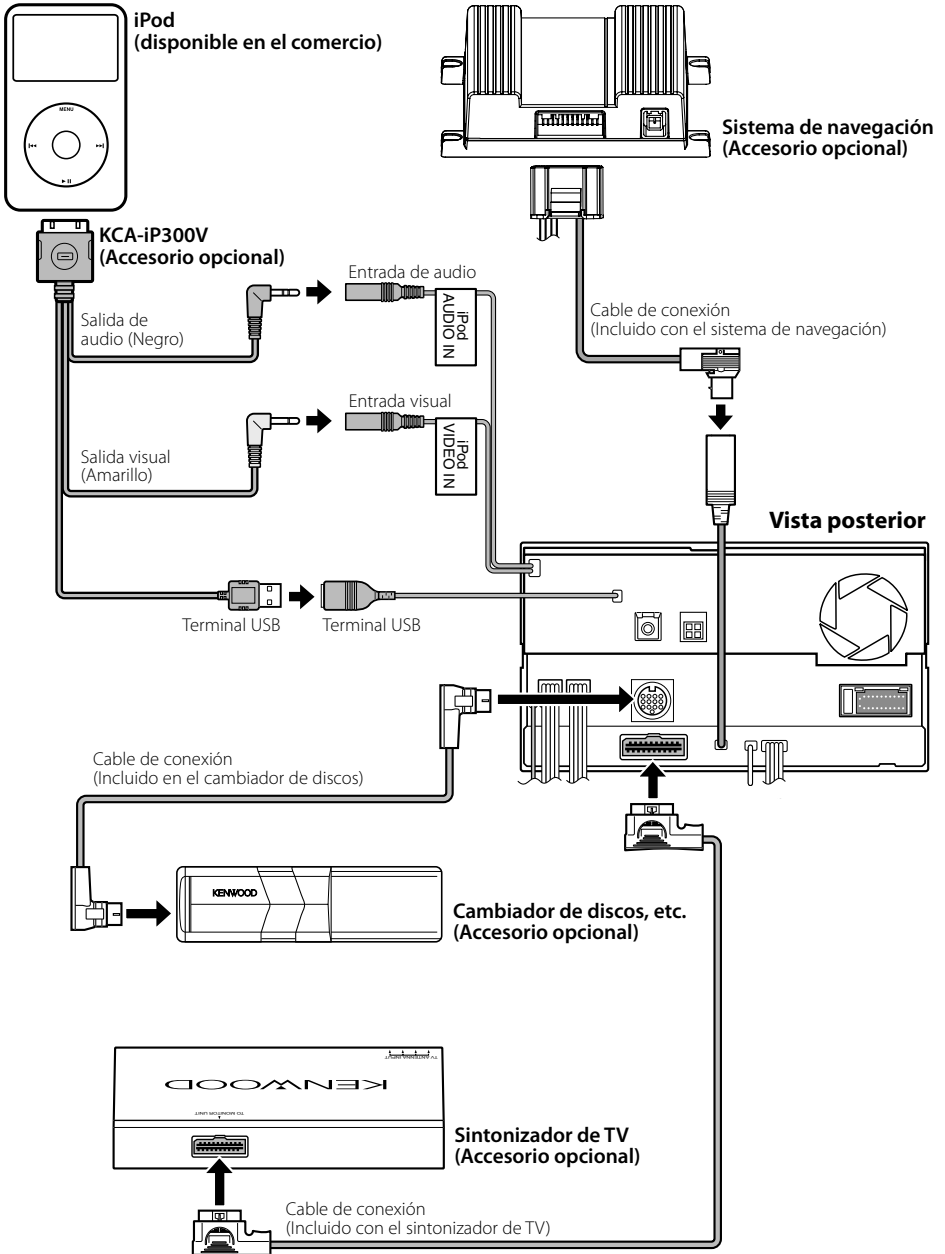 iPod
(disponible en el comercio)
MENU
Sistema de navegación
(Accesorio opcional)
KCA-iP300V
(Accesorio opcional)
Entrada de audio
iPod
AUDIO IN
Salida de
audio (Negro)
Cable de conexión
(Incluido con el sistema de navegación)
Entrada visual
iPod
VIDEO IN
Salida visual
(Amarillo)
Vista posterior
Terminal USB
Terminal USB
Cable de conexión
(Incluido en el cambiador de discos)
KENWOOD
Cambiador de discos, etc.
(Accesorio opcional)
TV ANTENNA INPUT
KENWOOD
TO MONITOR UNIT
Sintonizador de TV
(Accesorio opcional)
Cable de conexión
(Incluido con el sintonizador de TV)